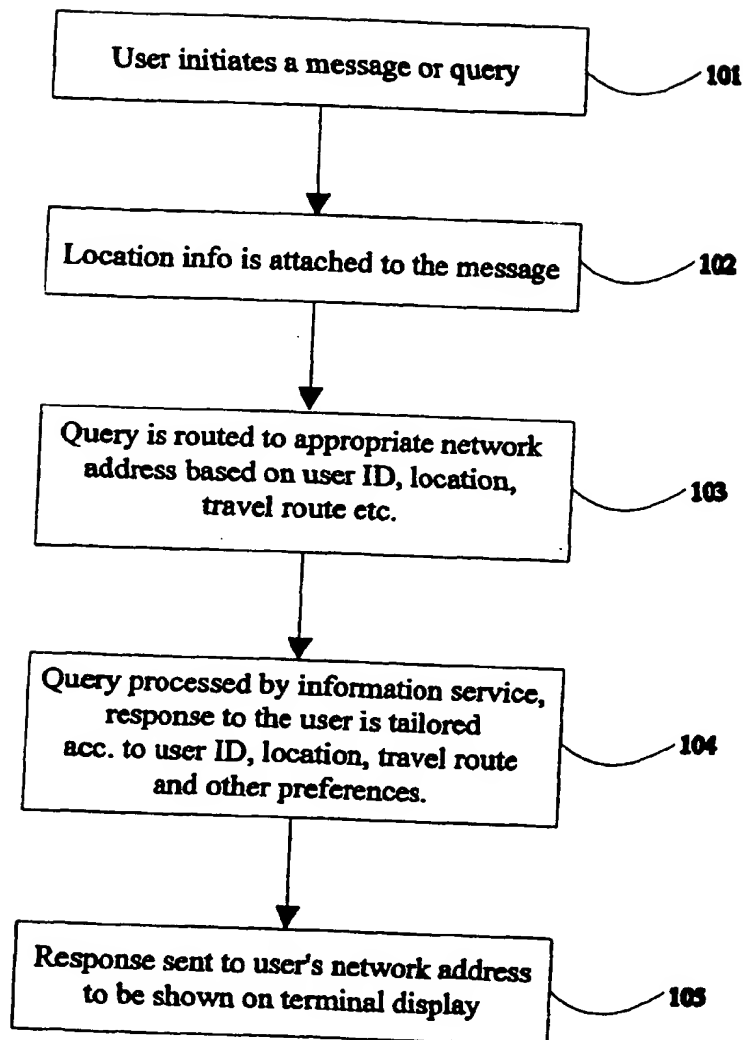 User initiates a message or query
101
Location info is attached to the message
102
Query is routed to appropriate network
address based on user ID, location,
travel route etc.
103
Query processed by information service,
response to the user is tailored
acc. to user ID, location, travel route
and other preferences.
104
Response sent to user's network address
to be shown on terminal display
105